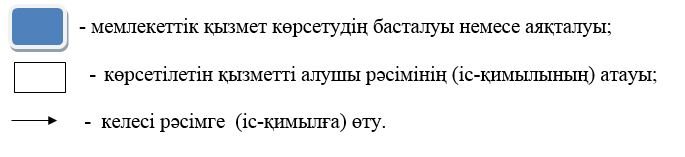 - мемлекеттік қызмет көрсетудің басталуы немесе аяқталуы;
- көрсетілетін қызметті алушы рәсімінің (іс-қимылының) атауы;
- келесі рәсімге (іс-қимылға) өту.